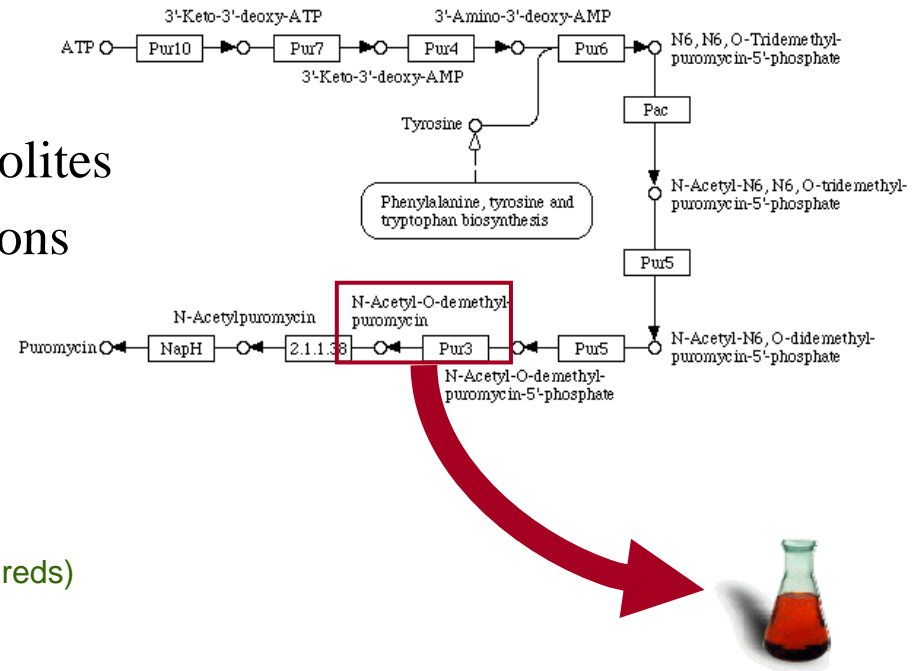 3'-Keto-3'-deoxy-ATP
3'-Amino-3'-deoxy-AMP
ATP
Pur10
Pur7
Pur4
Pur6
N6, N6, O-Tridemethyl-
puromycin-5'-phosphate
3'-Keto-3'-deoxy-AMP
Pac
Tyrosine
olites
Phenylalanine, tyrosine and
tryptophan biosynthesis
N-Acetyl-N6, N6, O-tridemethyl-
puromycin-5'-phosphate
ons
Pur5
N-Acetyl-O-demethyl-
puromycin
N-Acetylpuromycin
Puromycin
NapH
2.1.1.38
Pur3
Pur5
N-Acetyl-N6, O-didemethyl-
puromycin-5'-phosphate
N-Acetyl-O-demethyl-
puromycin-5'-phosphate
reds)